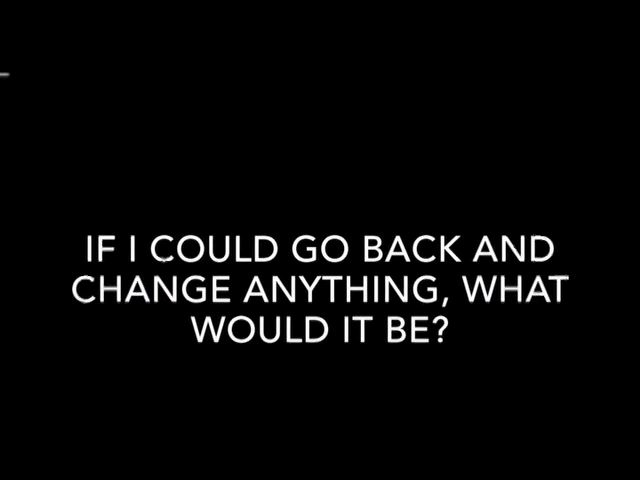 IF I COULD GO BACK AND
CHANGE ANYTHING, WHAT
WOULD IT BE?